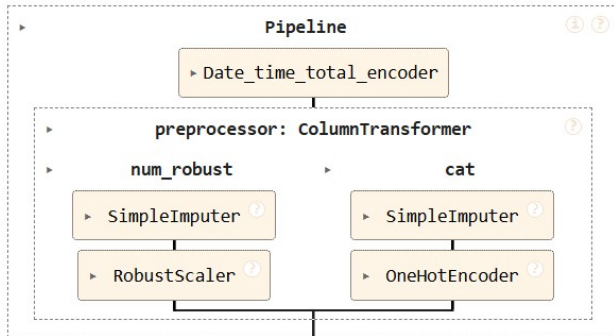 Pipeline
i ?
Date_time_total_encoder
preprocessor: ColumnTransformer
?
num_robust
cat
SimpleImputer ?
SimpleImputer ?
RobustScaler ?
OneHotEncoder ?